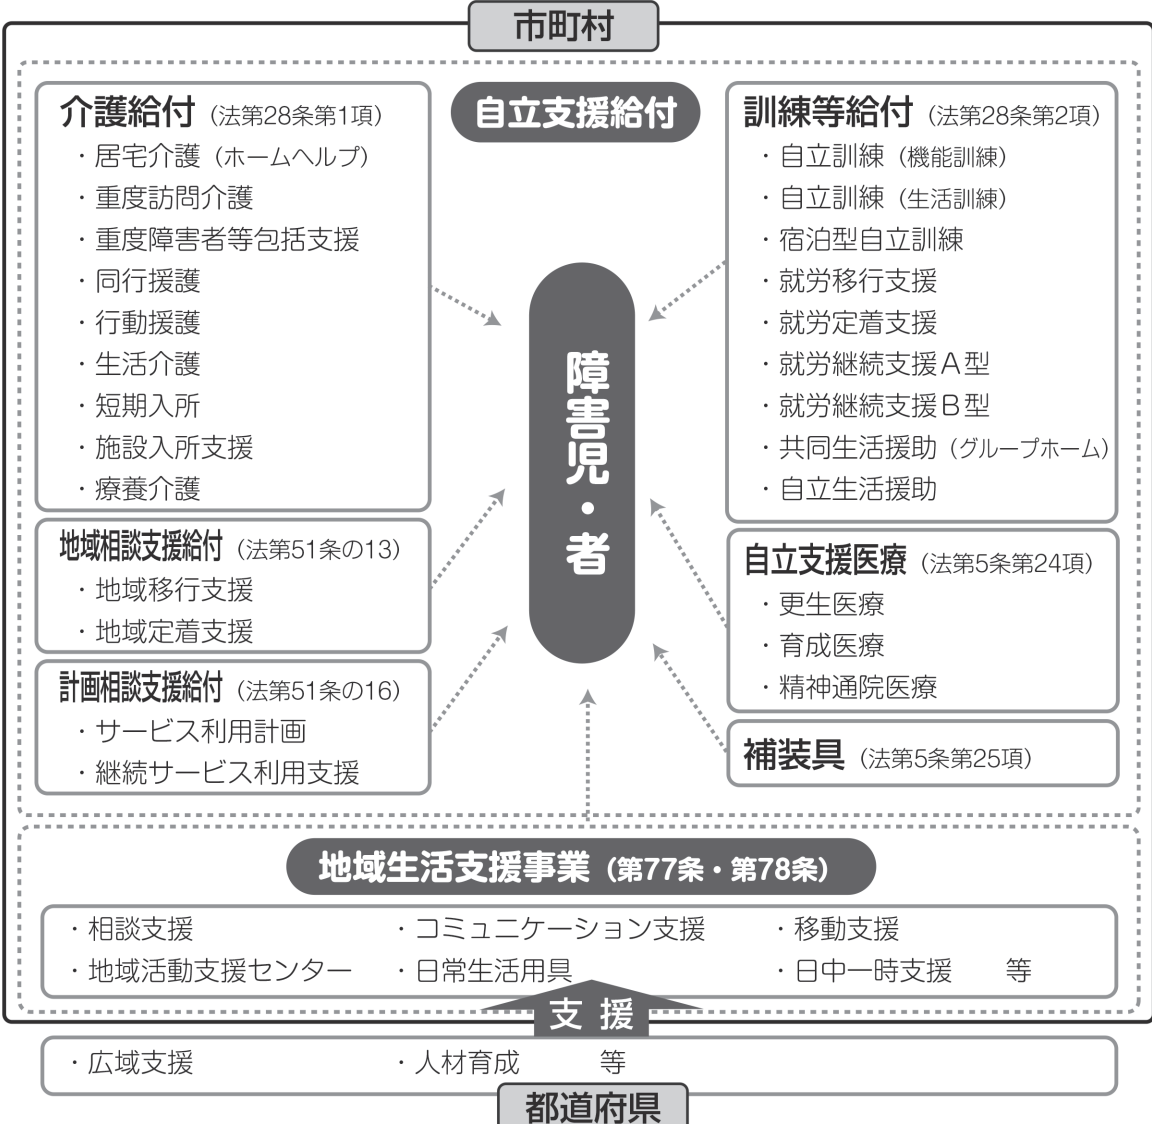 市町村
自立支援給付
介護給付（法第28条第1項）
・居宅介護（ホームヘルプ）
・重度訪問介護
・重度障害者等包括支援
・同行援護
・行動援護
・生活介護
・短期入所
・施設入所支援
・療養介護
地域相談支援給付（法第51条の13）
・地域移行支援
・地域定着支援
計画相談支援給付（法第51条の16）
・サービス利用計画
・継続サービス利用支援
障害児・者
訓練等給付（法第28条第2項）
・自立訓練（機能訓練）
・自立訓練（生活訓練）
・宿泊型自立訓練
・就労移行支援
・就労定着支援
・就労継続支援A型
・就労継続支援B型
・共同生活援助（グループホーム）
・自立生活援助
自立支援医療（法第5条第24項）
・更生医療
・育成医療
・精神通院医療
補装具（法第5条第25項）
地域生活支援事業（第77条・第78条）
・相談支援　・コミュニケーション支援　・移動支援
・地域活動支援センター　・日常生活用具　・日中一時支援　等
支援
・広域支援　・人材育成　等
都道府県